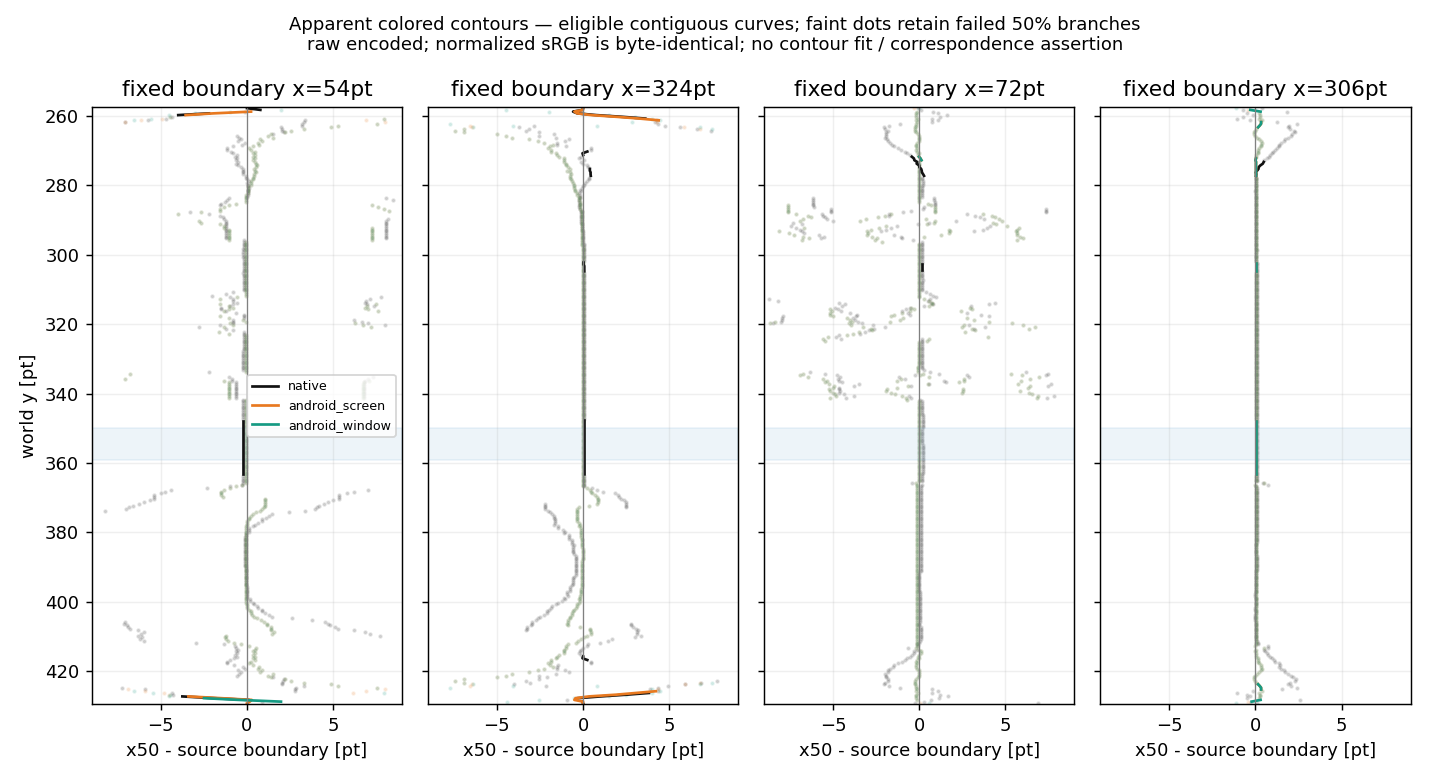 Apparent colored contours — eligible contiguous curves; faint dots retain failed 50% branches
raw encoded; normalized sRGB is byte-identical; no contour fit / correspondence assertion
fixed boundary x=54pt
fixed boundary x=324pt
fixed boundary x=72pt
fixed boundary x=306pt
world y [pt]
260
280
300
320
340
360
380
400
420
native
android_screen
android_window
−5 0 5
−5 0 5
−5 0 5
−5 0 5
x50 - source boundary [pt]
x50 - source boundary [pt]
x50 - source boundary [pt]
x50 - source boundary [pt]